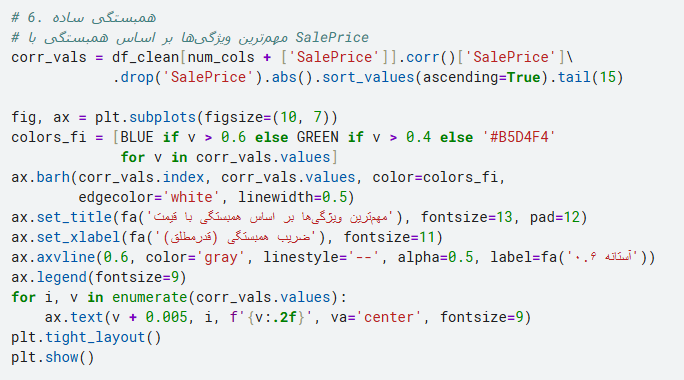 # 6. همبستگی ساده
# مهم‌ترین ویژگی‌ها بر اساس همبستگی با SalePrice
corr_vals = df_clean[num_cols + ['SalePrice']].corr()['SalePrice']\
            .drop('SalePrice').abs().sort_values(ascending=True).tail(15)

fig, ax = plt.subplots(figsize=(10, 7))
colors_fi = [BLUE if v > 0.6 else GREEN if v > 0.4 else '#B5D4F4'
             for v in corr_vals.values]
ax.barh(corr_vals.index, corr_vals.values, color=colors_fi,
        edgecolor='white', linewidth=0.5)
ax.set_title(fa('مهم‌ترین ویژگی‌ها بر اساس همبستگی با قیمت'), fontsize=13, pad=12)
ax.set_xlabel(fa('ضریب همبستگی (قدرمطلق)'), fontsize=11)
ax.axvline(0.6, color='gray', linestyle='--', alpha=0.5, label=fa('آستانه ۰.۶'))
ax.legend(fontsize=9)
for i, v in enumerate(corr_vals.values):
    ax.text(v + 0.005, i, f'{v:.2f}', va='center', fontsize=9)
plt.tight_layout()
plt.show()